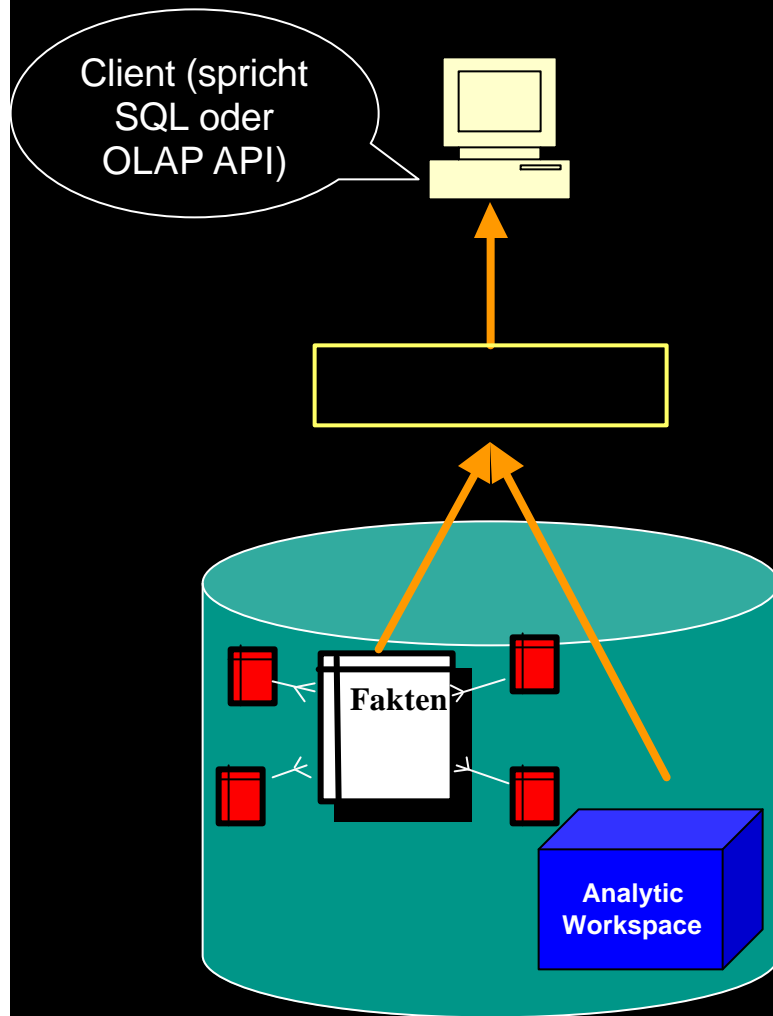 Client (spricht
SQL oder
OLAP API)
Fakten
Analytic
Workspace